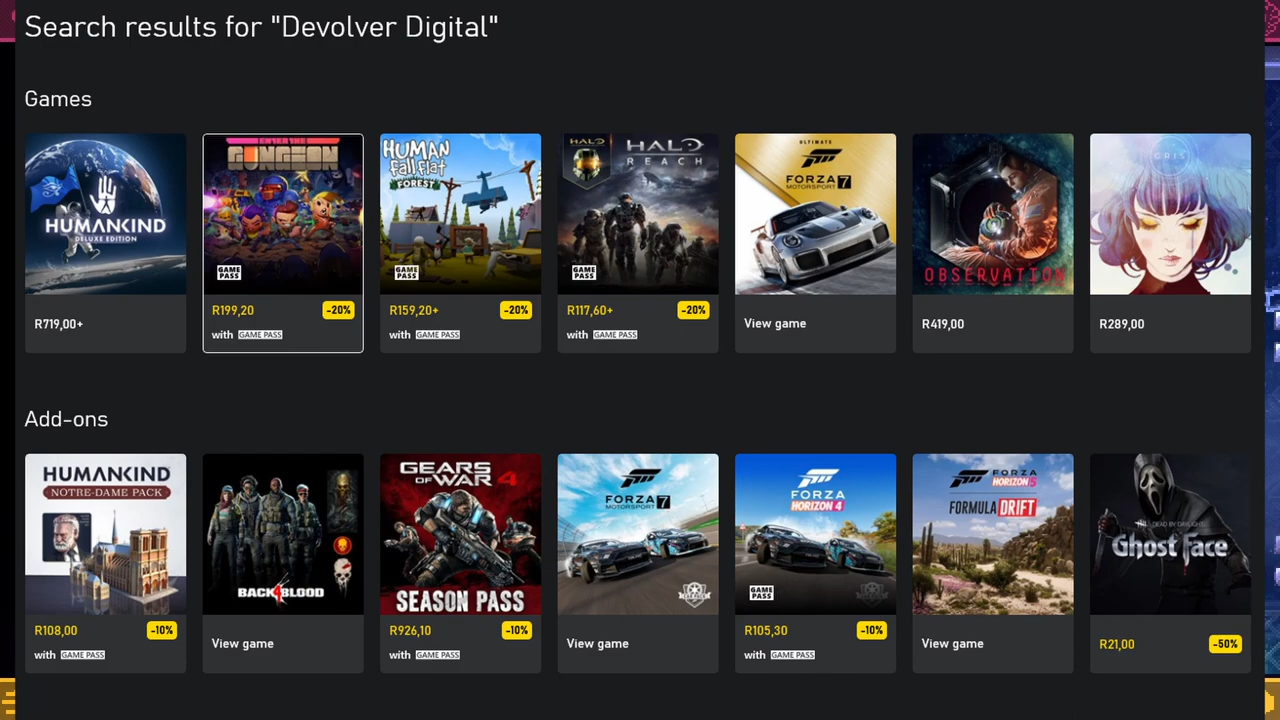 Search results for "Devolver Digital"
Games
HUMANKIND
DELUXE EDITION
R719,00+
ENTER THE
GUNGEON
GAME
PASS
R199,20
-20%
with GAME PASS
HUMAN
fall flat
FOREST
GAME
PASS
R159,20+
-20%
with GAME PASS
HALO
HALO
REACH
GAME
PASS
R117,60+
-20%
with GAME PASS
ULTIMATE
FORZA
MOTORSPORT 7
View game
OBSERVATION
R419,00
GRIS
R289,00
Add-ons
HUMANKIND
NOTRE-DAME PACK
R108,00
-10%
with GAME PASS
BACK 4 BLOOD
View game
GEARS
OF WAR 4
SEASON PASS
R926,10
-10%
with GAME PASS
FORZA
MOTORSPORT 7
View game
FORZA
HORIZON 4
GAME
PASS
R105,30
-10%
with GAME PASS
FORZA
HORIZON 5
FORMULA DRIFT
View game
DEAD BY DAYLIGHT
Ghost Face
R21,00
-50%